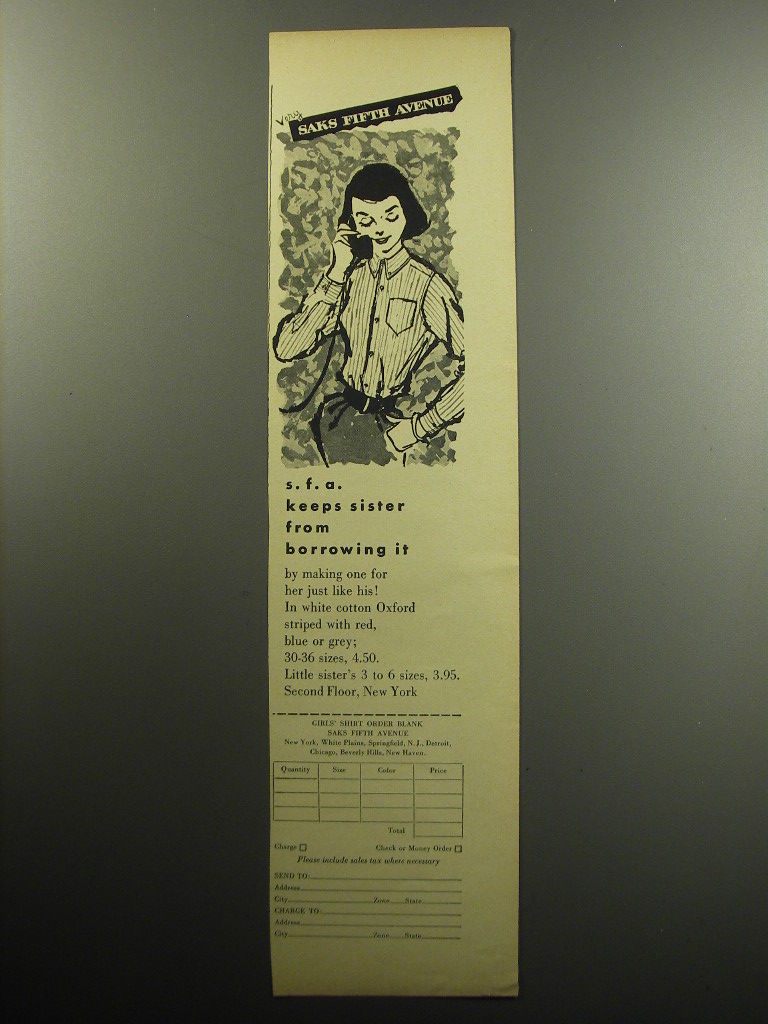 Very
SAKS FIFTH AVENUE
s. f. a.
keeps sister
from
borrowing it
by making one for
her just like his!
In white cotton Oxford
striped with red,
blue or grey;
30-36 sizes, 4.50.
Little sister's 3 to 6 sizes, 3.95.
Second Floor, New York
GIRLS' SHIRT ORDER BLANK
SAKS FIFTH AVENUE
New York, White Plains, Springfield, N. J., Detroit,
Chicago, Beverly Hills, New Haven.
Quantity Size Color Price
Total
Charge Check or Money Order
Please include sales tax where necessary
SEND TO:
Address
City Zone State
CHARGE TO:
Address
City Zone State